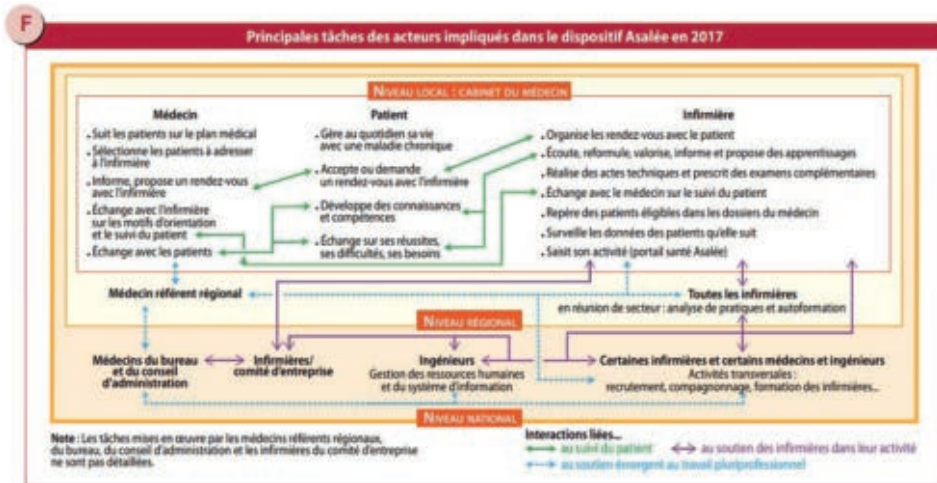 F
Principales tâches des acteurs impliqués dans le dispositif Asalée en 2017
NIVEAU LOCAL : CABINET DU MÉDECIN
Médecin
• Suit les patients sur le plan médical
• Sélectionne les patients à adresser
à l'infirmière
• Informe, propose un rendez-vous
avec l'infirmière
• Échange avec l'infirmière
sur les motifs d'orientation
et le suivi du patient
• Échange avec les patients
Patient
• Gère au quotidien sa vie
avec une maladie chronique
• Accepte ou demande
un rendez-vous avec l'infirmière
• Développe des connaissances
et compétences
• Échange sur ses réussites,
ses difficultés, ses besoins
Infirmière
• Organise les rendez-vous avec le patient
• Écoute, reformule, valorise, informe et propose des apprentissages
• Réalise des actes techniques et prescrit des examens complémentaires
• Échange avec le médecin sur le suivi du patient
• Repère des patients éligibles dans les dossiers du médecin
• Surveille les données des patients qu'elle suit
• Saisit son activité (portail santé Asalée)
Médecin référent régional
Toutes les infirmières
en réunion de secteur : analyse de pratiques et autoformation
NIVEAU RÉGIONAL
Médecins du bureau
et du conseil
d'administration
Infirmières/
comité d'entreprise
Ingénieurs
Gestion des ressources humaines
et du système d'information
Certaines infirmières et certains médecins et ingénieurs
Activités transversales :
recrutement, compagnonnage, formation des infirmières...
NIVEAU NATIONAL
Note : Les tâches mises en œuvre par les médecins référents régionaux,
du bureau, du conseil d'administration et les infirmières du comité d'entreprise
ne sont pas détaillées.
Interactions liées...
au suivi du patient
au soutien des infirmières dans leur activité
au soutien émergent au travail pluriprofessionnel